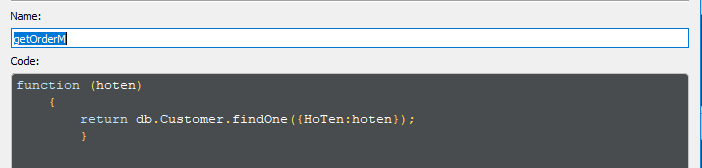 Name:
getOrderM
Code:
function (hoten)
{
return db.Customer.findOne({HoTen:hoten});
}